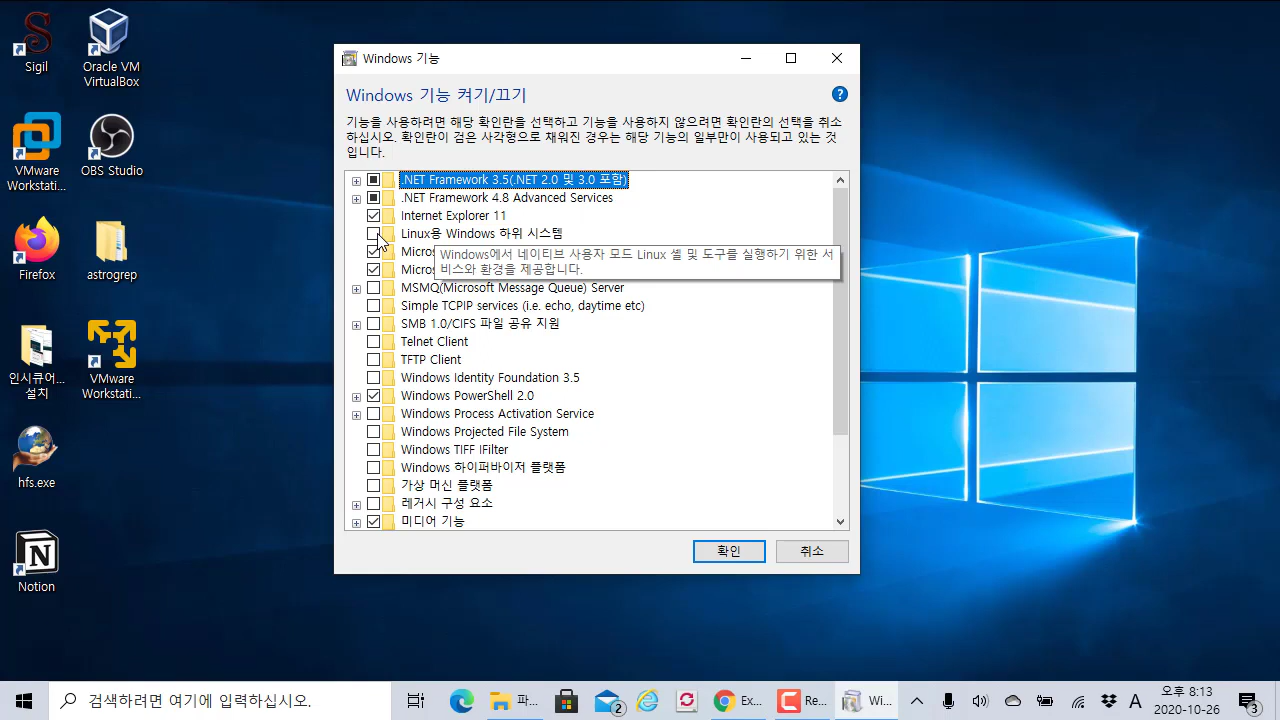 Sigil
Oracle VM
VirtualBox
VMware
Workstati...
OBS Studio
Firefox
astrogrep
인시큐어...
설치
VMware
Workstati...
hfs.exe
Notion
Windows 기능
Windows 기능 켜기/끄기
기능을 사용하려면 해당 확인란을 선택하고 기능을 사용하지 않으려면 확인란의 선택을 취소
하십시오. 확인란이 검은 사각형으로 채워진 경우는 해당 기능의 일부만이 사용되고 있는 것
입니다.
.NET Framework 3.5(.NET 2.0 및 3.0 포함)
.NET Framework 4.8 Advanced Services
Internet Explorer 11
Linux용 Windows 하위 시스템
Micros
Windows에서 네이티브 사용자 모드 Linux 셸 및 도구를 실행하기 위한 서
비스와 환경을 제공합니다.
Micros
MSMQ(Microsoft Message Queue) Server
Simple TCPIP services (i.e. echo, daytime etc)
SMB 1.0/CIFS 파일 공유 지원
Telnet Client
TFTP Client
Windows Identity Foundation 3.5
Windows PowerShell 2.0
Windows Process Activation Service
Windows Projected File System
Windows TIFF IFilter
Windows 하이퍼바이저 플랫폼
가상 머신 플랫폼
레거시 구성 요소
미디어 기능
확인
취소
검색하려면 여기에 입력하십시오.
2
파...
Ex...
Re...
Wi...
A
오후 8:13
2020-10-26
3